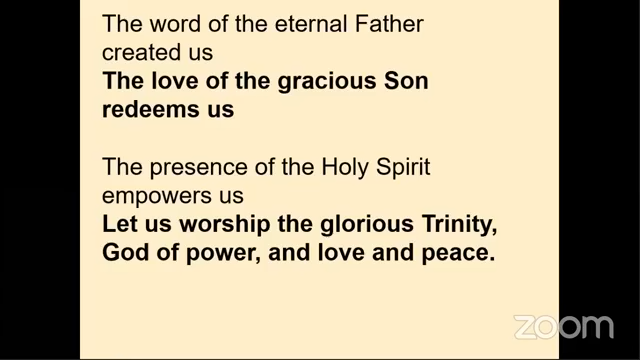 The word of the eternal Father
created us
The love of the gracious Son
redeems us
The presence of the Holy Spirit
empowers us
Let us worship the glorious Trinity,
God of power, and love and peace.
zoom